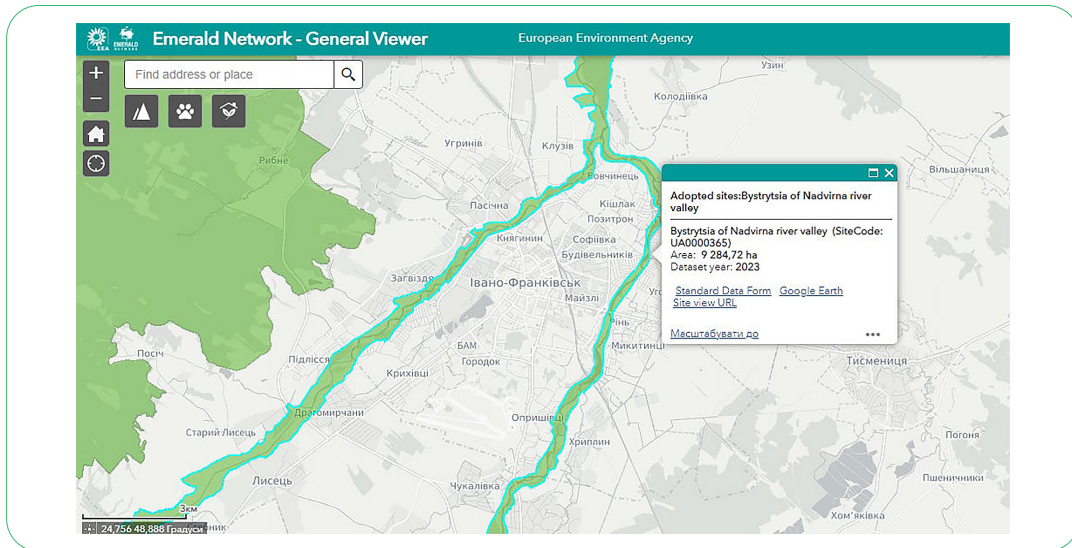 EEA
EMERALD
NETWORK
Emerald Network - General Viewer
European Environment Agency
Find address or place
Узин
Колодіївка
Угринів
Клузів
Рибне
Вовчинець
Вільшаниця
Пасічна
Кішлак
Позитрон
Княгинин
Софіївка
Будівельників
Загвіздя
Івано-Франківськ
Майзлі
Уг
Рінь
Микитинці
БАМ
Городок
Посіч
Підлісся
Крихівці
Тисмениця
Драгомирчани
Опришівці
Старий Лисець
Хриплин
Погоня
Лисець
Чукалівка
Пшеничники
Хом'яківка
Adopted sites:Bystrytsia of Nadvirna river
valley
Bystrytsia of Nadvirna river valley (SiteCode:
UA0000365)
Area: 9 284,72 ha
Dataset year: 2023
Standard Data Form Google Earth
Site view URL
Масштабувати до
3км
24,756 48,888 Градуси
ник